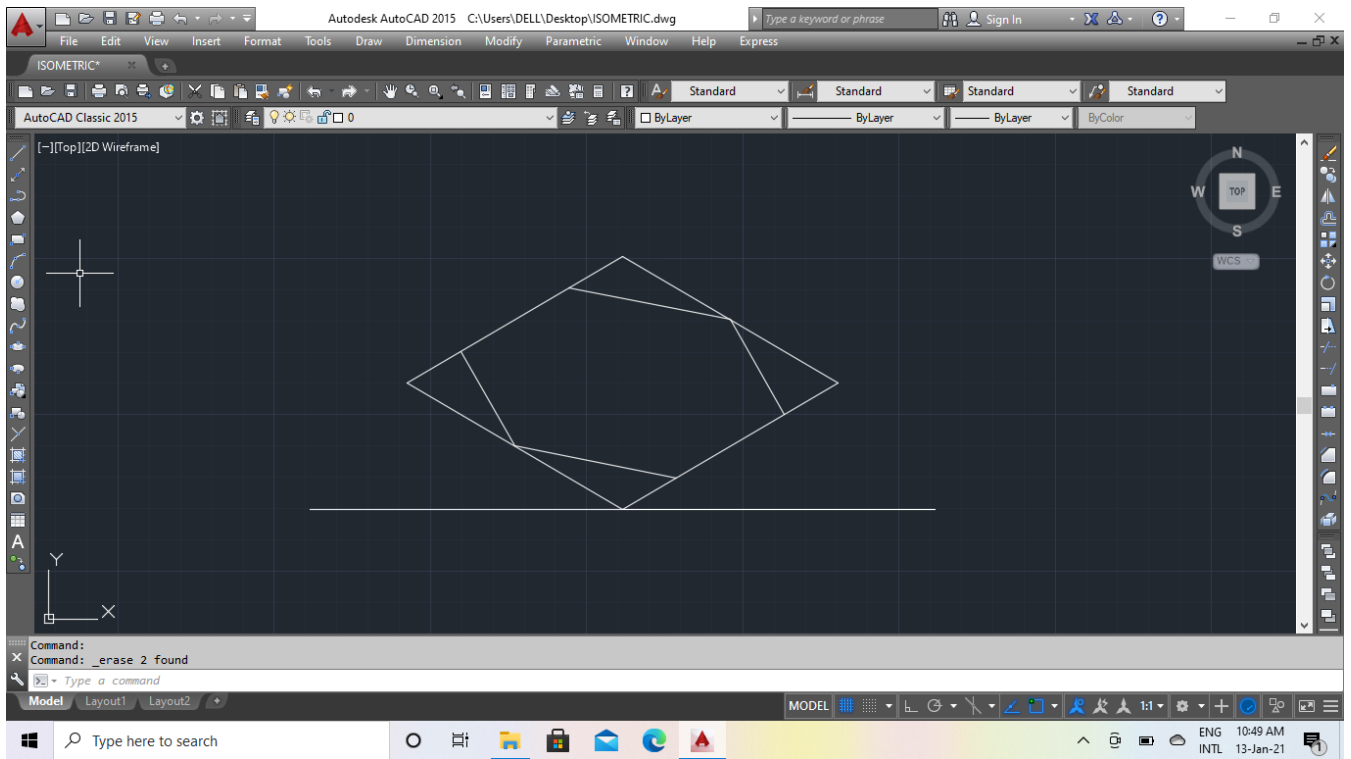 Autodesk AutoCAD 2015 C:\Users\DELL\Desktop\ISOMETRIC.dwg Type a keyword or phrase Sign In
File Edit View Insert Format Tools Draw Dimension Modify Parametric Window Help Express
ISOMETRIC*
Standard Standard Standard Standard
AutoCAD Classic 2015 0 ByLayer ByLayer ByLayer ByColor
[−][Top][2D Wireframe]
N
W TOP E
S
WCS
Y
X
Command:
Command: _erase 2 found
Type a command
Model Layout1 Layout2 MODEL 1:1
Type here to search ENG 10:49 AM
INTL 13-Jan-21
1